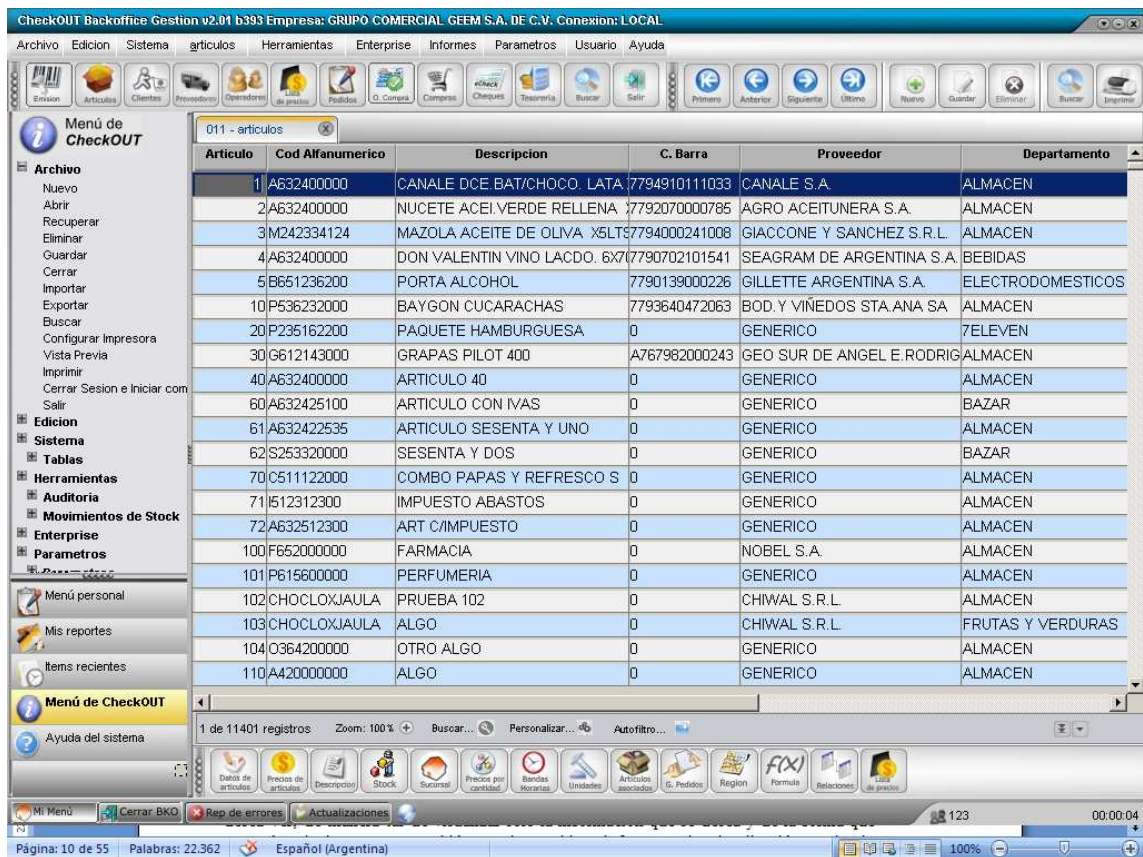 CheckOUT Backoffice Gestion v2.01 b393 Empresa: GRUPO COMERCIAL GEEM S.A. DE C.V. Conexion: LOCAL
Archivo Edicion Sistema articulos Herramientas Enterprise Informes Parametros Usuario Ayuda
Emision Articulos Clientes Proveedores Operadores Lista de precios Pedidos O. Compra Compras eCheck Cheques Tesoreria Buscar Salir Primero Anterior Siguiente Ultimo Nuevo Guardar Eliminar Buscar Imprimir
Menú de CheckOUT
Archivo
Nuevo
Abrir
Recuperar
Eliminar
Guardar
Cerrar
Importar
Exportar
Buscar
Configurar Impresora
Vista Previa
Imprimir
Cerrar Sesion e Iniciar com
Salir
Edicion
Sistema
Tablas
Herramientas
Auditoria
Movimientos de Stock
Enterprise
Parametros
Menú personal
Mis reportes
Items recientes
Menú de CheckOUT
Ayuda del sistema
011 - articulos
Articulo Cod Alfanumerico Descripcion C. Barra Proveedor Departamento
1 A632400000 CANALE DCE.BAT/CHOCO. LATA 7794910111033 CANALE S.A. ALMACEN
2 A632400000 NUCETE ACEI.VERDE RELLENA 7792070000785 AGRO ACEITUNERA S.A. ALMACEN
3 M242334124 MAZOLA ACEITE DE OLIVA X5LTS 7794000241008 GIACCONE Y SANCHEZ S.R.L. ALMACEN
4 A632400000 DON VALENTIN VINO LACDO. 6X7 7790702101541 SEAGRAM DE ARGENTINA S.A. BEBIDAS
5 B651236200 PORTA ALCOHOL 7790139000226 GILLETTE ARGENTINA S.A. ELECTRODOMESTICOS
10 P536232000 BAYGON CUCARACHAS 7793640472063 BOD.Y VIÑEDOS STA.ANA SA ALMACEN
20 P235162200 PAQUETE HAMBURGUESA 0 GENERICO 7ELEVEN
30 G612143000 GRAPAS PILOT 400 A767982000243 GEO SUR DE ANGEL E.RODRIG ALMACEN
40 A632400000 ARTICULO 40 0 GENERICO ALMACEN
60 A632425100 ARTICULO CON IVAS 0 GENERICO BAZAR
61 A632422535 ARTICULO SESENTA Y UNO 0 GENERICO ALMACEN
62 S253320000 SESENTA Y DOS 0 GENERICO BAZAR
70 C511122000 COMBO PAPAS Y REFRESCO S 0 GENERICO ALMACEN
71 I512312300 IMPUESTO ABASTOS 0 GENERICO ALMACEN
72 A632512300 ART C/IMPUESTO 0 GENERICO ALMACEN
100 F652000000 FARMACIA 0 NOBEL S.A. ALMACEN
101 P615600000 PERFUMERIA 0 GENERICO ALMACEN
102 CHOCLOXJAULA PRUEBA 102 0 CHIWAL S.R.L. ALMACEN
103 CHOCLOXJAULA ALGO 0 CHIWAL S.R.L. FRUTAS Y VERDURAS
104 O364200000 OTRO ALGO 0 GENERICO ALMACEN
110 A420000000 ALGO 0 GENERICO ALMACEN
1 de 11401 registros Zoom: 100 % Buscar... Personalizar... Autofiltro...
Datos de articulos Precios de articulos Descripcion Stock Sucursal Precios por cantidad Bandas Horarias Unidades Articulos asociados G. Pedidos Region F(X) Formula Relaciones Lista de precios
Mi Menú Cerrar BKO Rep de errores Actualizaciones 123 00:00:04
Página: 10 de 55 Palabras: 22.362 Español (Argentina) 100%